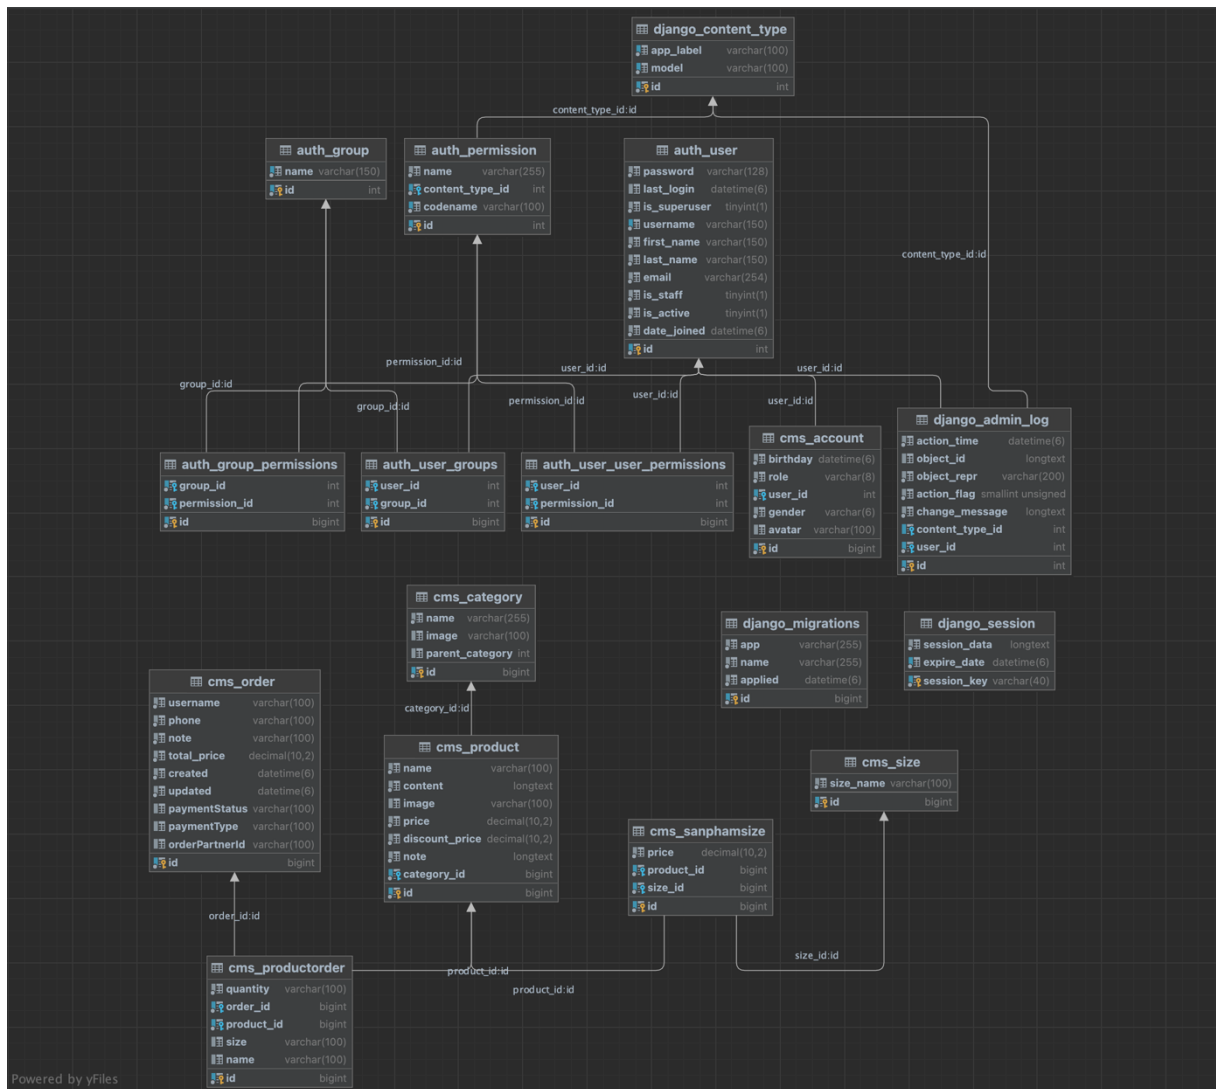 django_content_type
app_label varchar(100)
model varchar(100)
id int
content_type_id:id
auth_group
name varchar(150)
id int
auth_permission
name varchar(255)
content_type_id int
codename varchar(100)
id int
auth_user
password varchar(128)
last_login datetime(6)
is_superuser tinyint(1)
username varchar(150)
first_name varchar(150)
last_name varchar(150)
email varchar(254)
is_staff tinyint(1)
is_active tinyint(1)
date_joined datetime(6)
id int
content_type_id:id
permission_id:id
user_id:id
user_id:id
group_id:id
group_id:id
permission_id:id
user_id:id
user_id:id
auth_group_permissions
group_id int
permission_id int
id bigint
auth_user_groups
user_id int
group_id int
id bigint
auth_user_user_permissions
user_id int
permission_id int
id bigint
cms_account
birthday datetime(6)
role varchar(8)
user_id int
gender varchar(6)
avatar varchar(100)
id bigint
django_admin_log
action_time datetime(6)
object_id longtext
object_repr varchar(200)
action_flag smallint unsigned
change_message longtext
content_type_id int
user_id int
id int
cms_category
name varchar(255)
image varchar(100)
parent_category int
id bigint
django_migrations
app varchar(255)
name varchar(255)
applied datetime(6)
id bigint
django_session
session_data longtext
expire_date datetime(6)
session_key varchar(40)
cms_order
username varchar(100)
phone varchar(100)
note varchar(100)
total_price decimal(10,2)
created datetime(6)
updated datetime(6)
paymentStatus varchar(100)
paymentType varchar(100)
orderPartnerId varchar(100)
id bigint
category_id:id
cms_product
name varchar(100)
content longtext
image varchar(100)
price decimal(10,2)
discount_price decimal(10,2)
note longtext
category_id bigint
id bigint
cms_size
size_name varchar(100)
id bigint
cms_sanphamsize
price decimal(10,2)
product_id bigint
size_id bigint
id bigint
order_id:id
size_id:id
product_id:id
product_id:id
cms_productorder
quantity varchar(100)
order_id bigint
product_id bigint
size varchar(100)
name varchar(100)
id bigint
Powered by yFiles